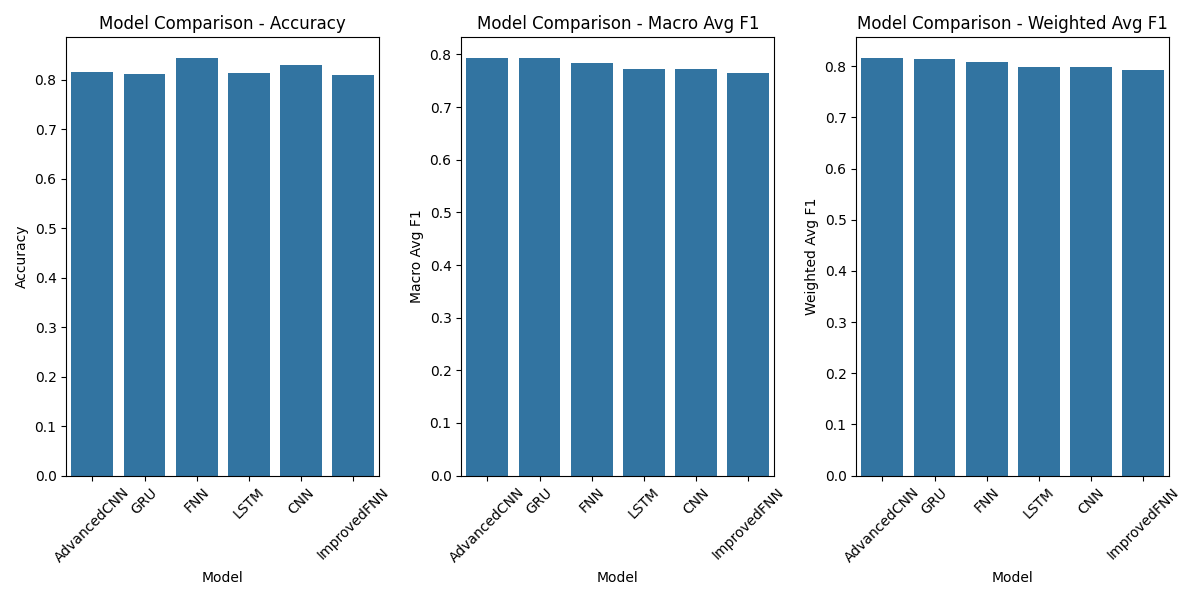 Model Comparison - Accuracy
Accuracy
0.8
0.7
0.6
0.5
0.4
0.3
0.2
0.1
0.0
AdvancedCNN
GRU
FNN
LSTM
CNN
ImprovedFNN
Model
Model Comparison - Macro Avg F1
Macro Avg F1
0.8
0.7
0.6
0.5
0.4
0.3
0.2
0.1
0.0
AdvancedCNN
GRU
FNN
LSTM
CNN
ImprovedFNN
Model
Model Comparison - Weighted Avg F1
Weighted Avg F1
0.8
0.7
0.6
0.5
0.4
0.3
0.2
0.1
0.0
AdvancedCNN
GRU
FNN
LSTM
CNN
ImprovedFNN
Model